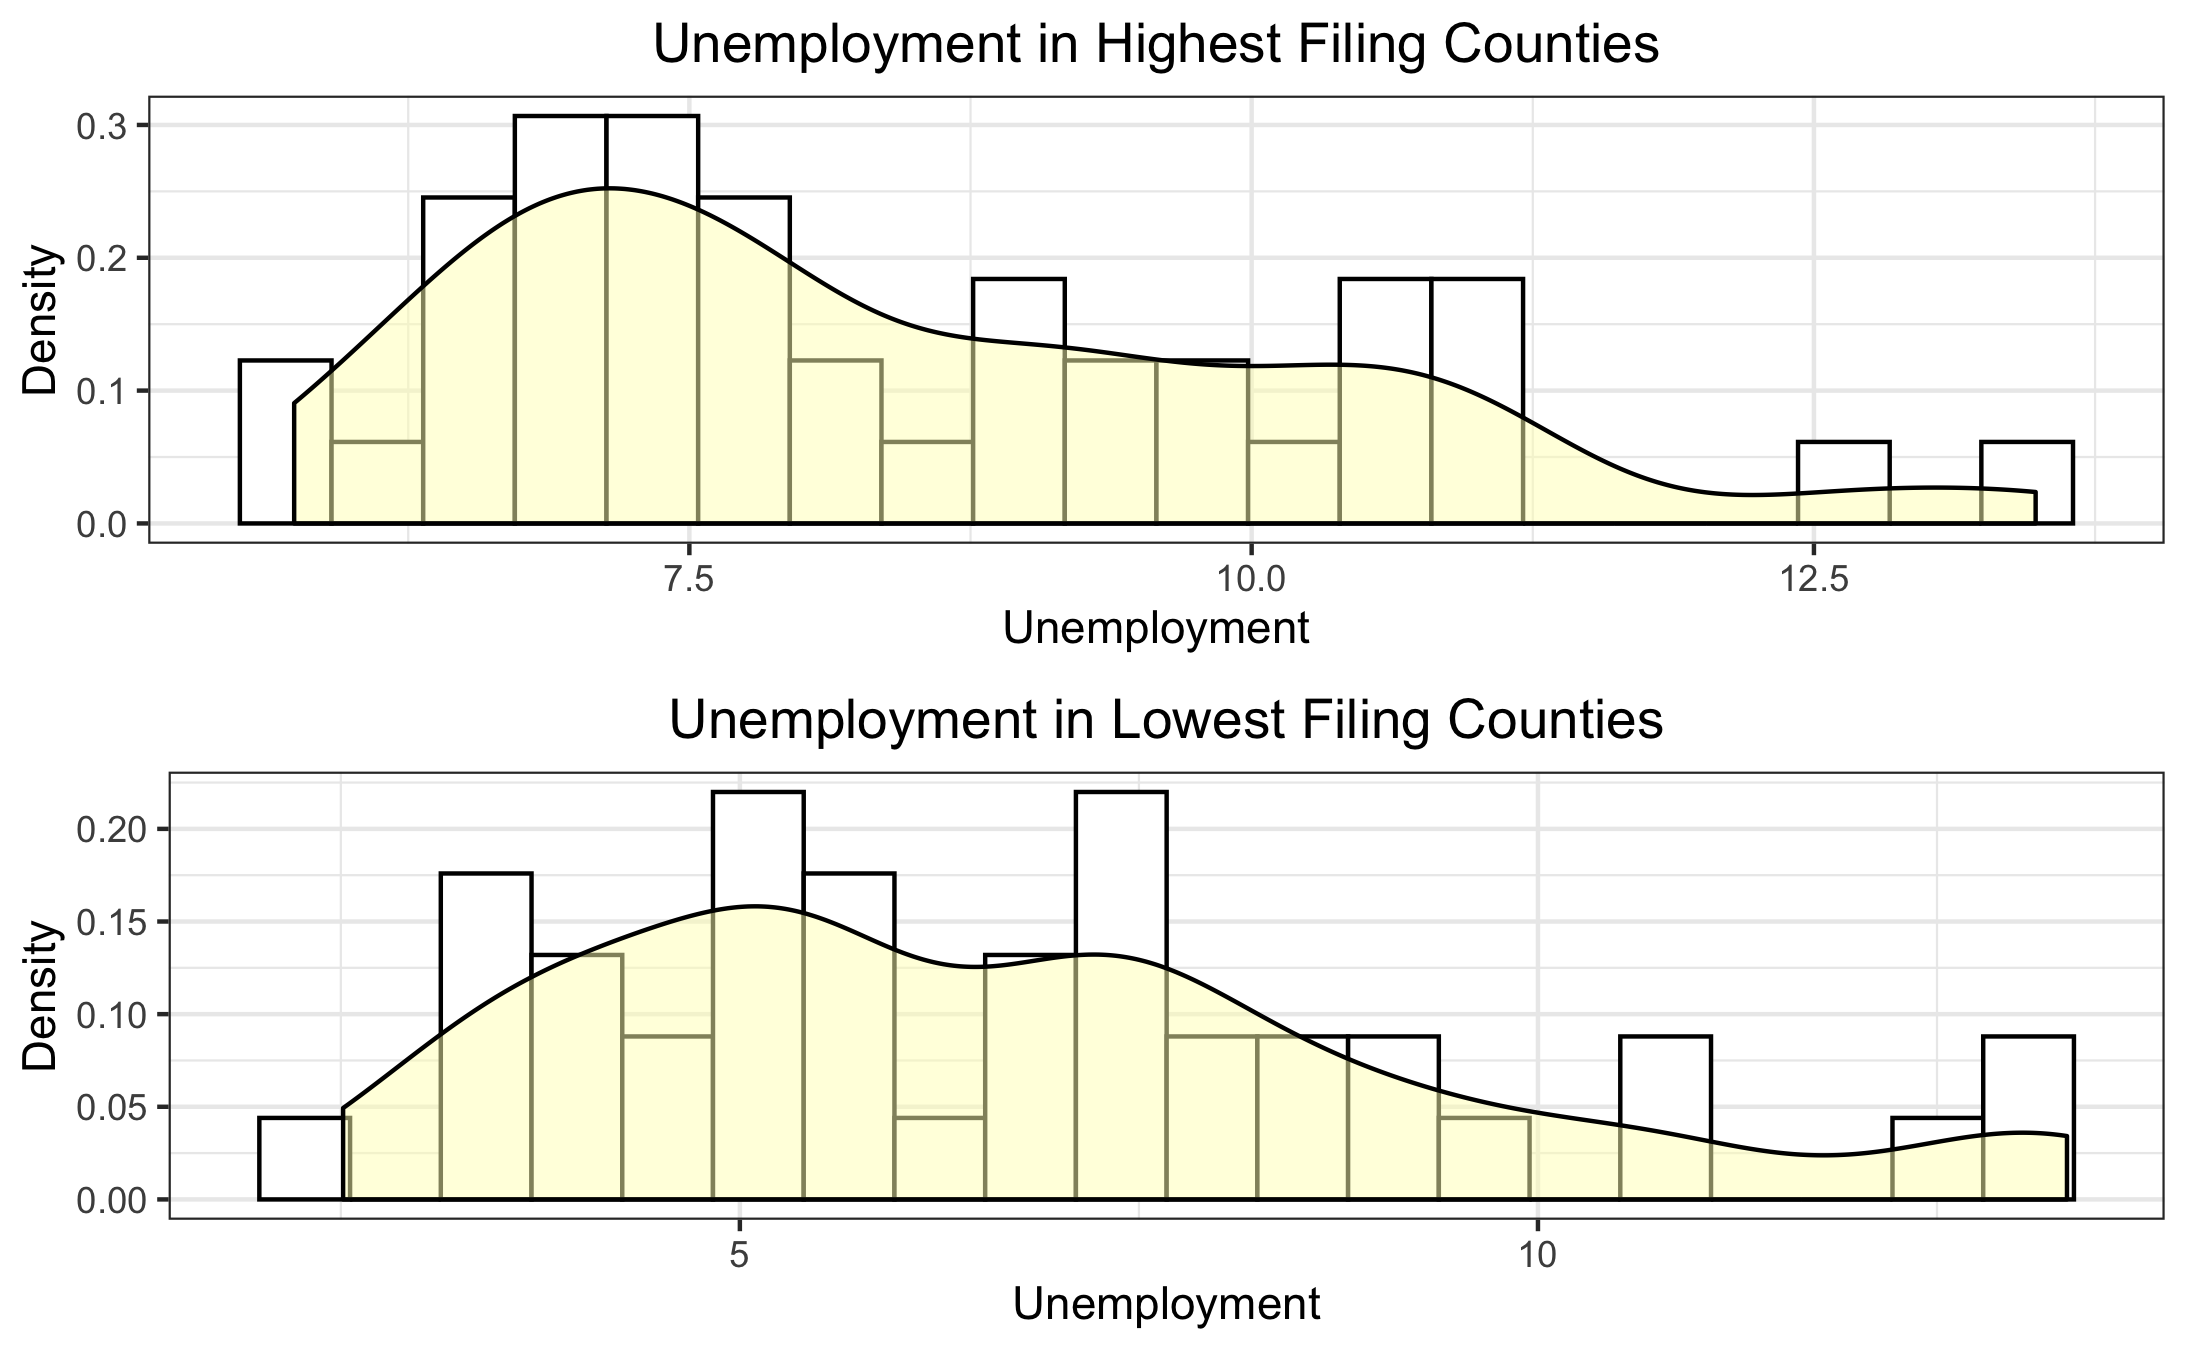 Unemployment in Highest Filing Counties
Density
0.3
0.2
0.1
0.0
7.5 10.0 12.5
Unemployment
Unemployment in Lowest Filing Counties
Density
0.20
0.15
0.10
0.05
0.00
5 10
Unemployment